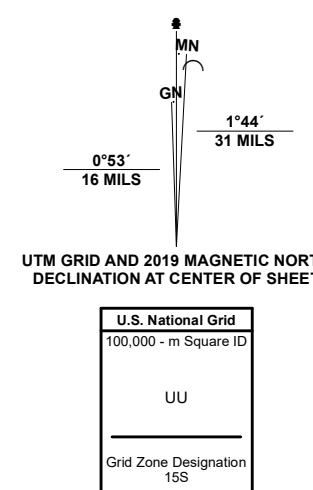 MN
GN
1°44´
31 MILS
0°53´
16 MILS
UTM GRID AND 2019 MAGNETIC NORT
DECLINATION AT CENTER OF SHEET
U.S. National Grid
100,000 - m Square ID
UU
Grid Zone Designation
15S